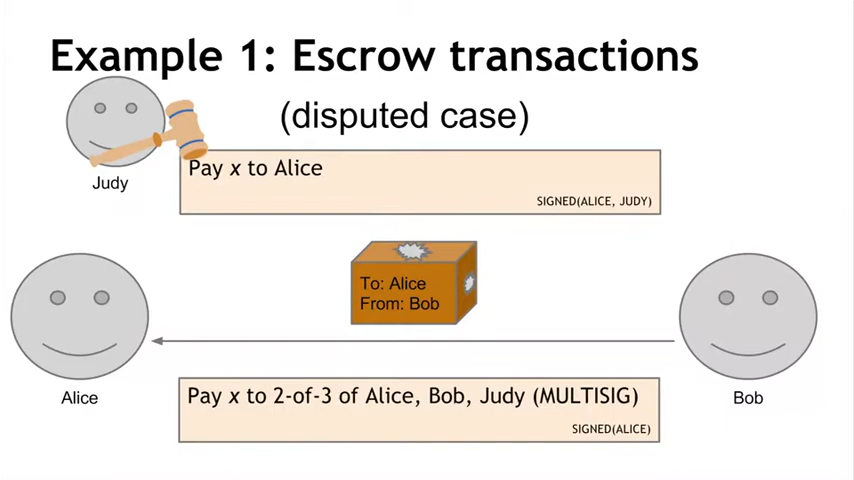 Example 1: Escrow transactions
(disputed case)
Judy
Pay x to Alice
SIGNED(ALICE, JUDY)
To: Alice
From: Bob
Alice
Bob
Pay x to 2-of-3 of Alice, Bob, Judy (MULTISIG)
SIGNED(ALICE)